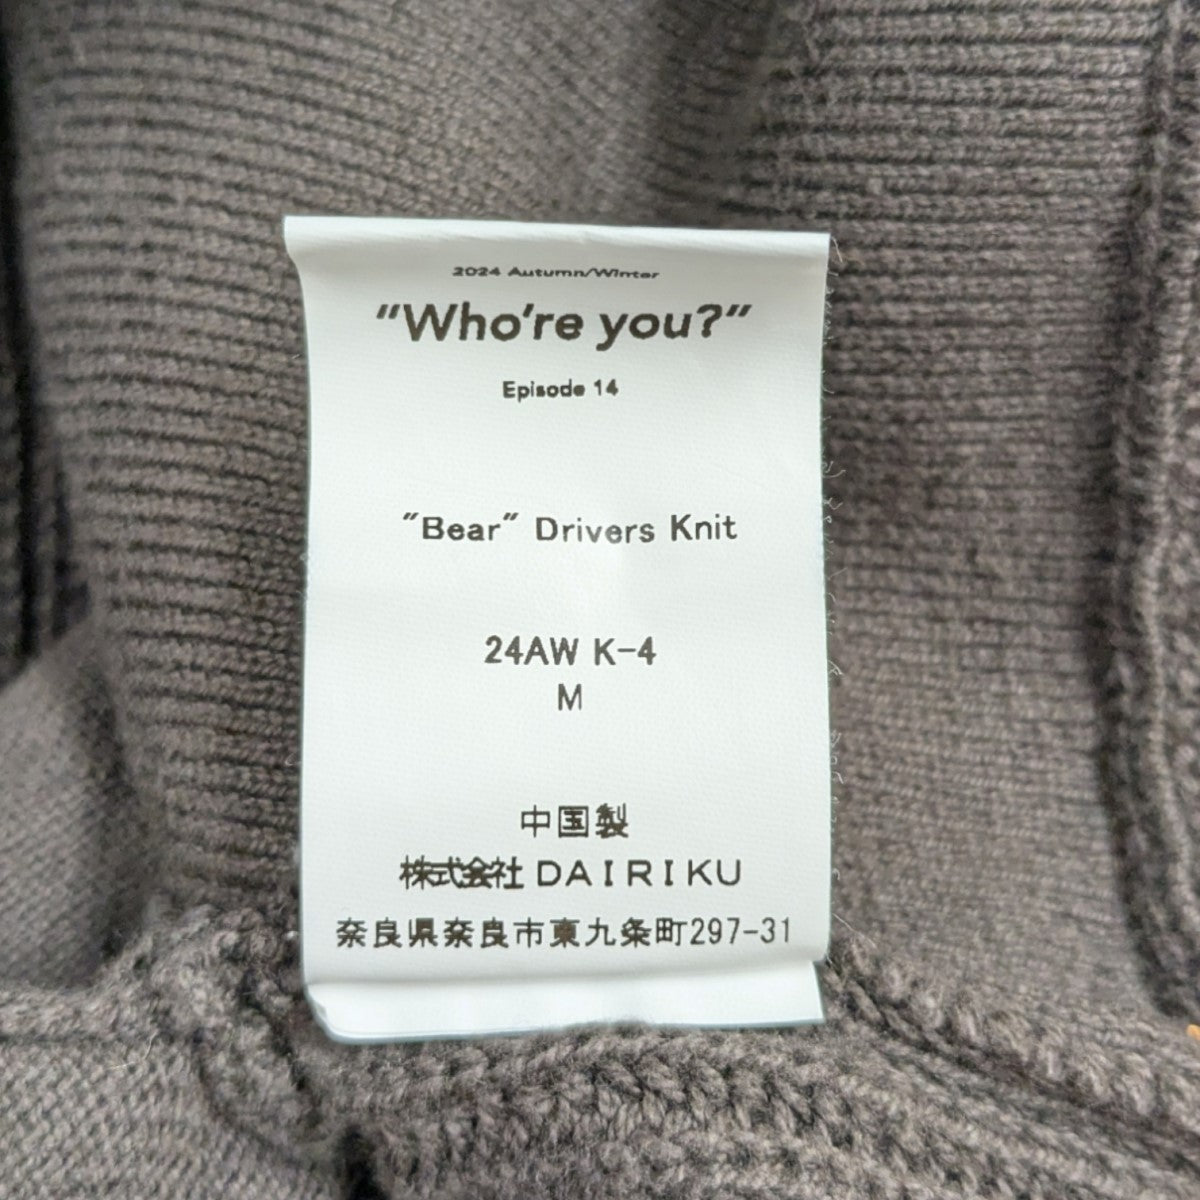 2024 Autumn/Winter
"Who're you?"
Episode 14
"Bear" Drivers Knit
24AW K-4
M
中国製
株式会社 DAIRIKU
奈良県奈良市東九条町297-31